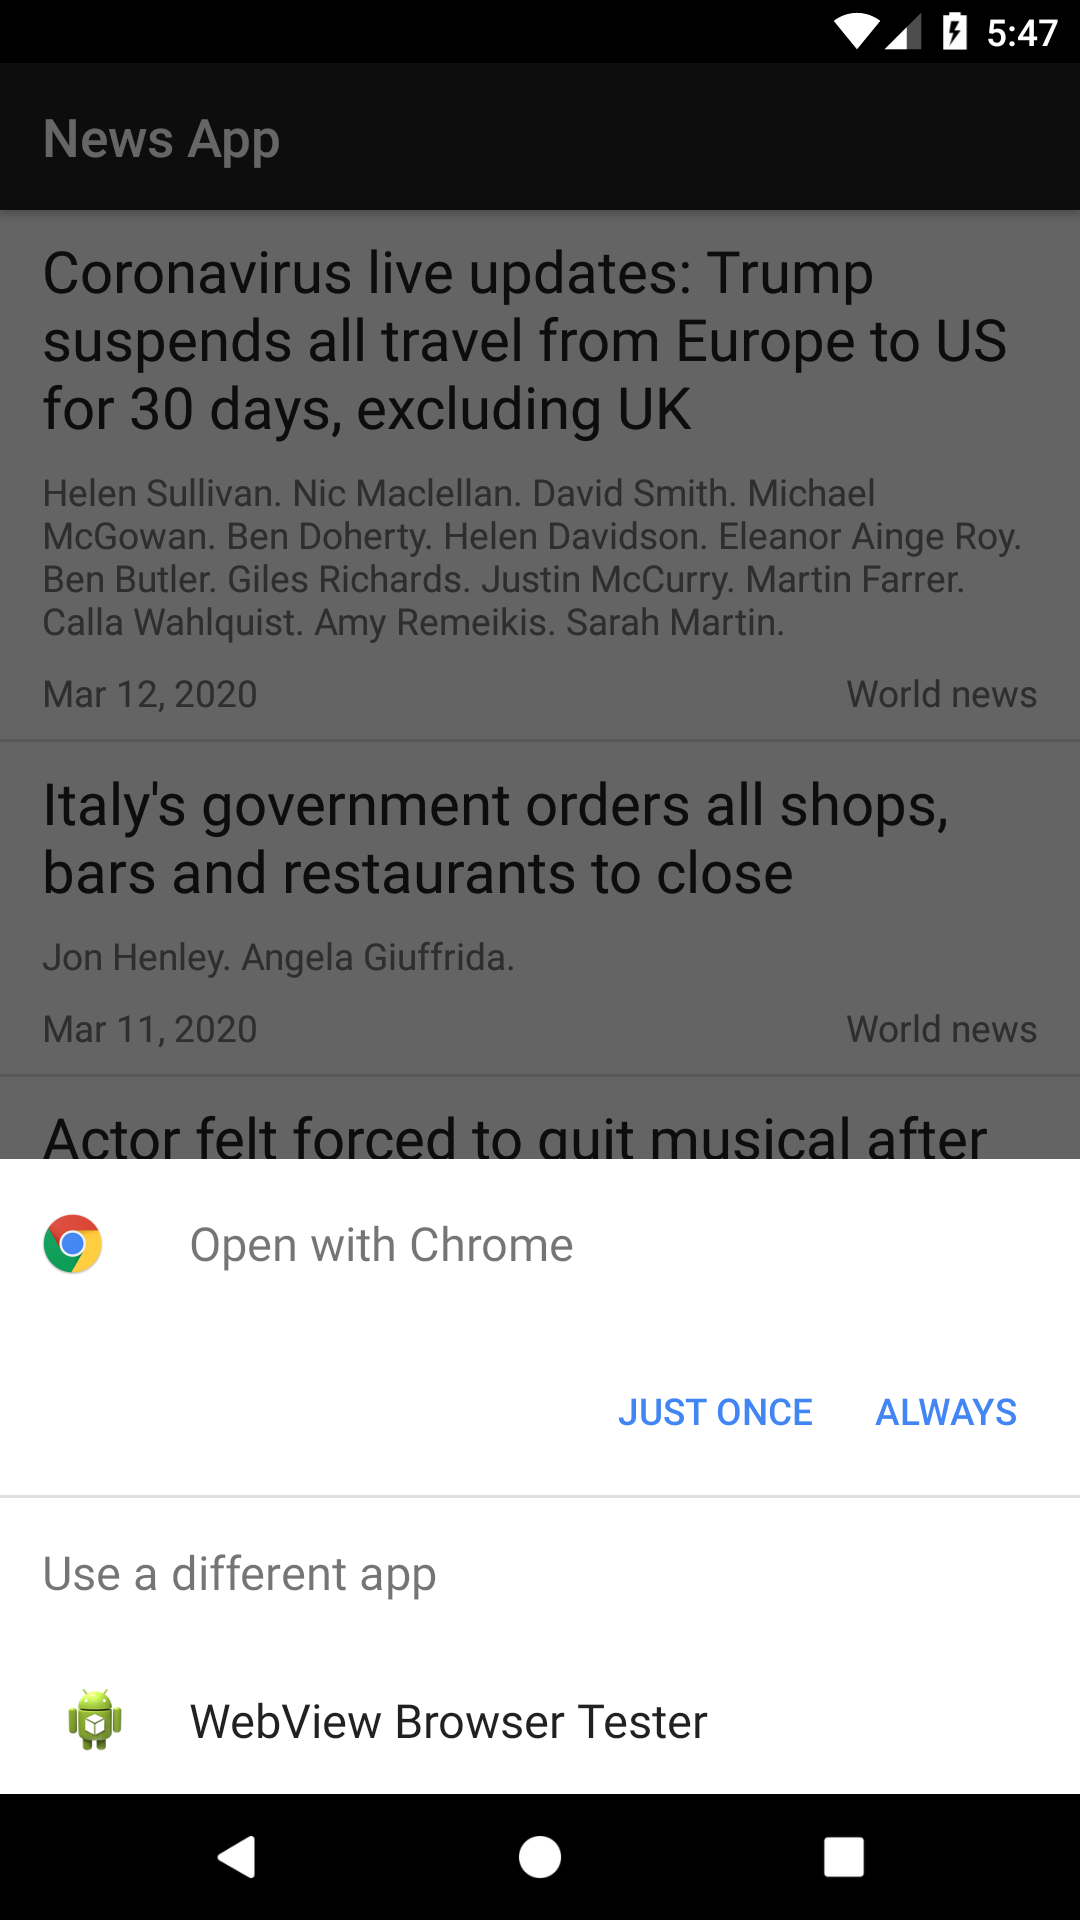 5:47
News App
Coronavirus live updates: Trump
suspends all travel from Europe to US
for 30 days, excluding UK
Helen Sullivan. Nic Maclellan. David Smith. Michael
McGowan. Ben Doherty. Helen Davidson. Eleanor Ainge Roy.
Ben Butler. Giles Richards. Justin McCurry. Martin Farrer.
Calla Wahlquist. Amy Remeikis. Sarah Martin.
Mar 12, 2020 World news
Italy's government orders all shops,
bars and restaurants to close
Jon Henley. Angela Giuffrida.
Mar 11, 2020 World news
Actor felt forced to quit musical after
Open with Chrome
JUST ONCE ALWAYS
Use a different app
WebView Browser Tester